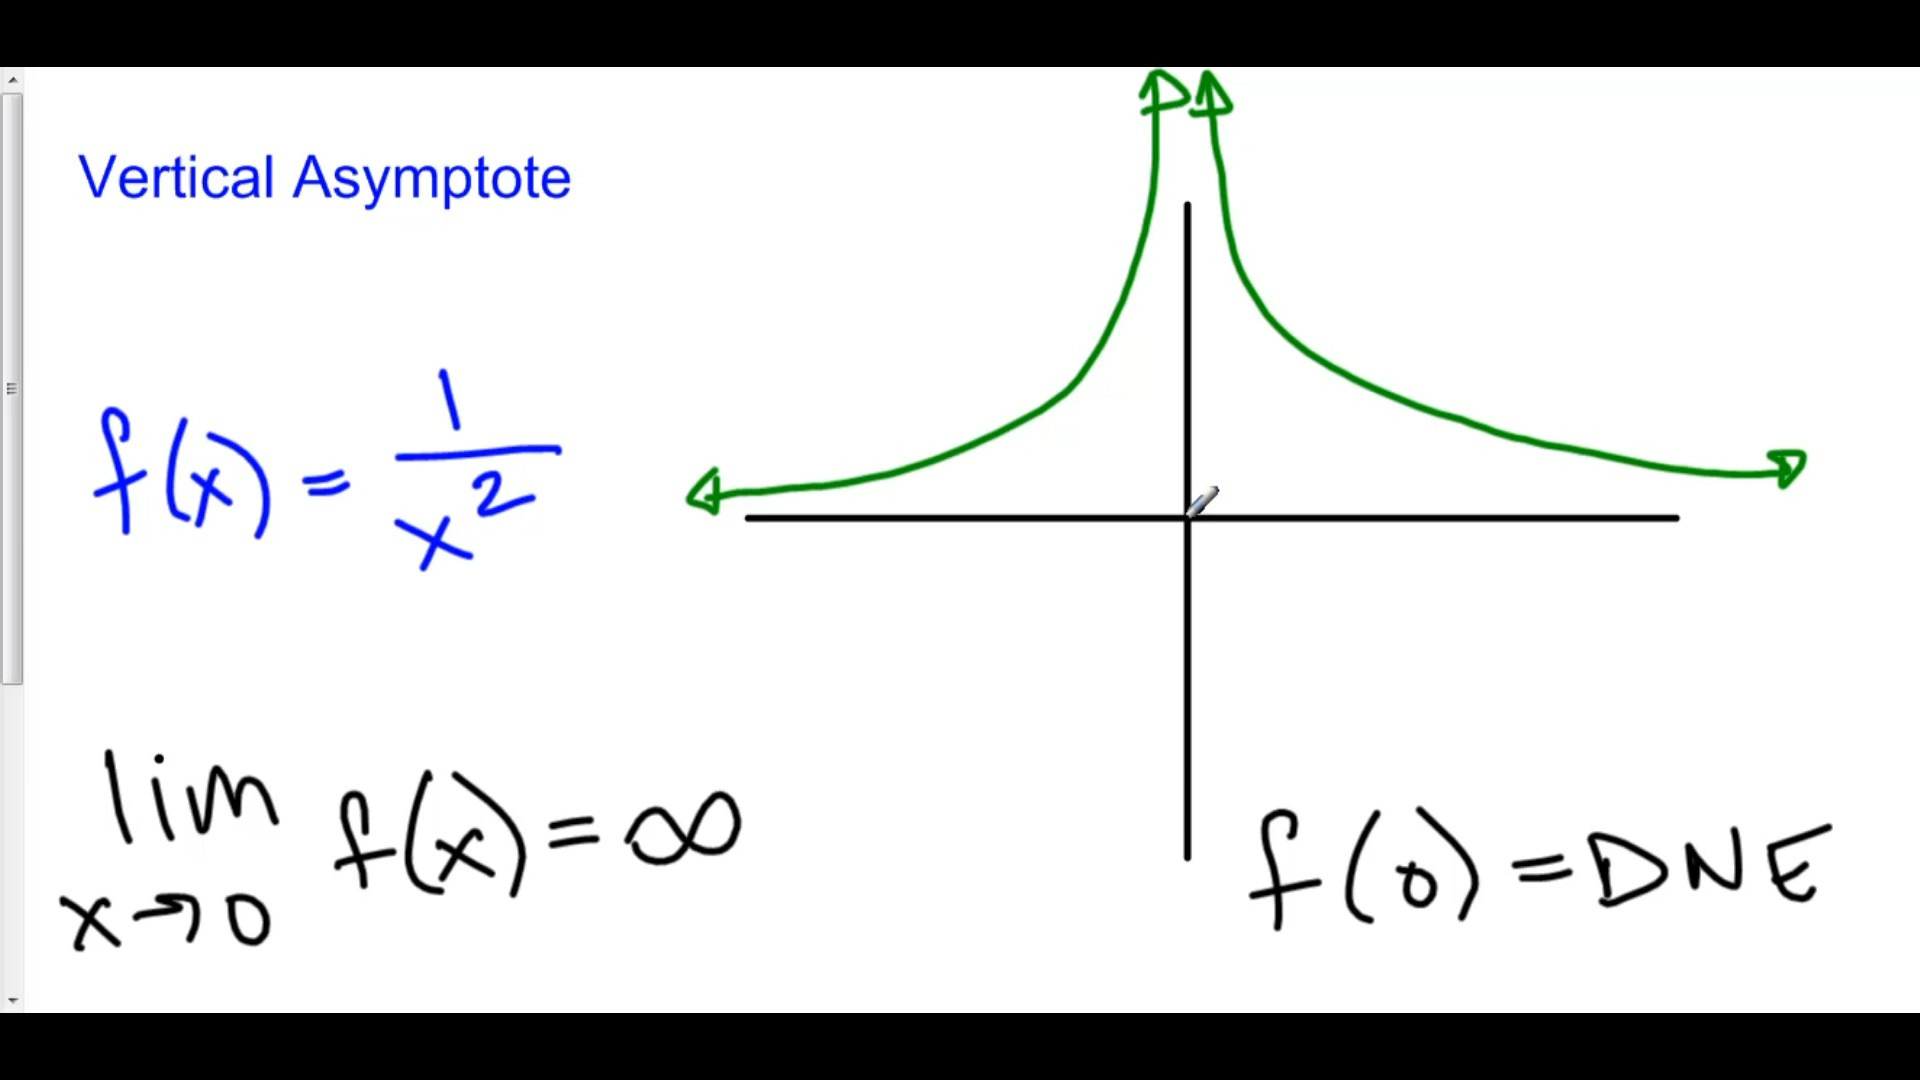 Vertical Asymptote
f(x) = 1/x²
lim x→0 f(x) = ∞
f(0) = DNE